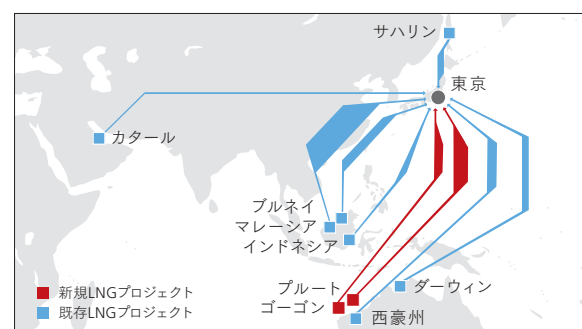 サハリン
東京
カタール
ブルネイ
マレーシア
インドネシア
プルート
ゴーゴン
ダーウィン
西豪州
新規LNGプロジェクト
既存LNGプロジェクト